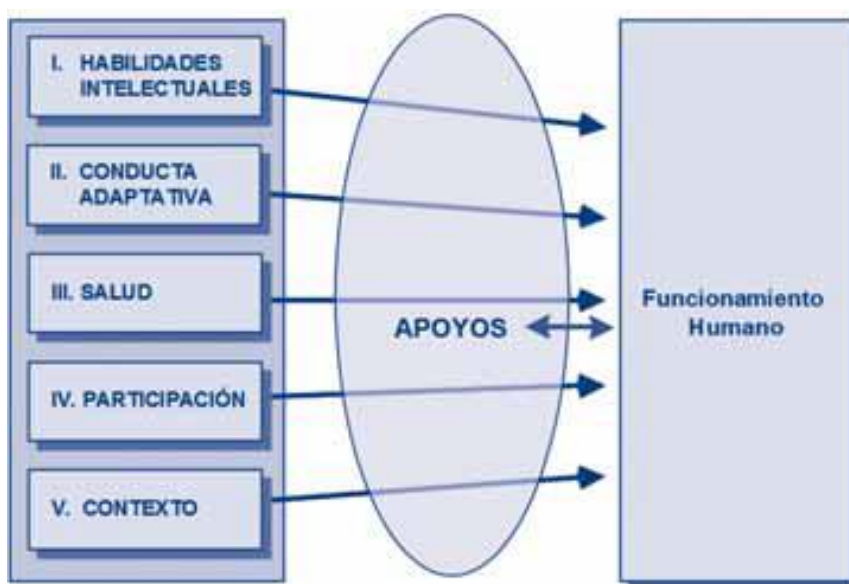 I. HABILIDADES
INTELECTUALES
II. CONDUCTA
ADAPTATIVA
III. SALUD
IV. PARTICIPACIÓN
V. CONTEXTO
APOYOS
Funcionamiento
Humano